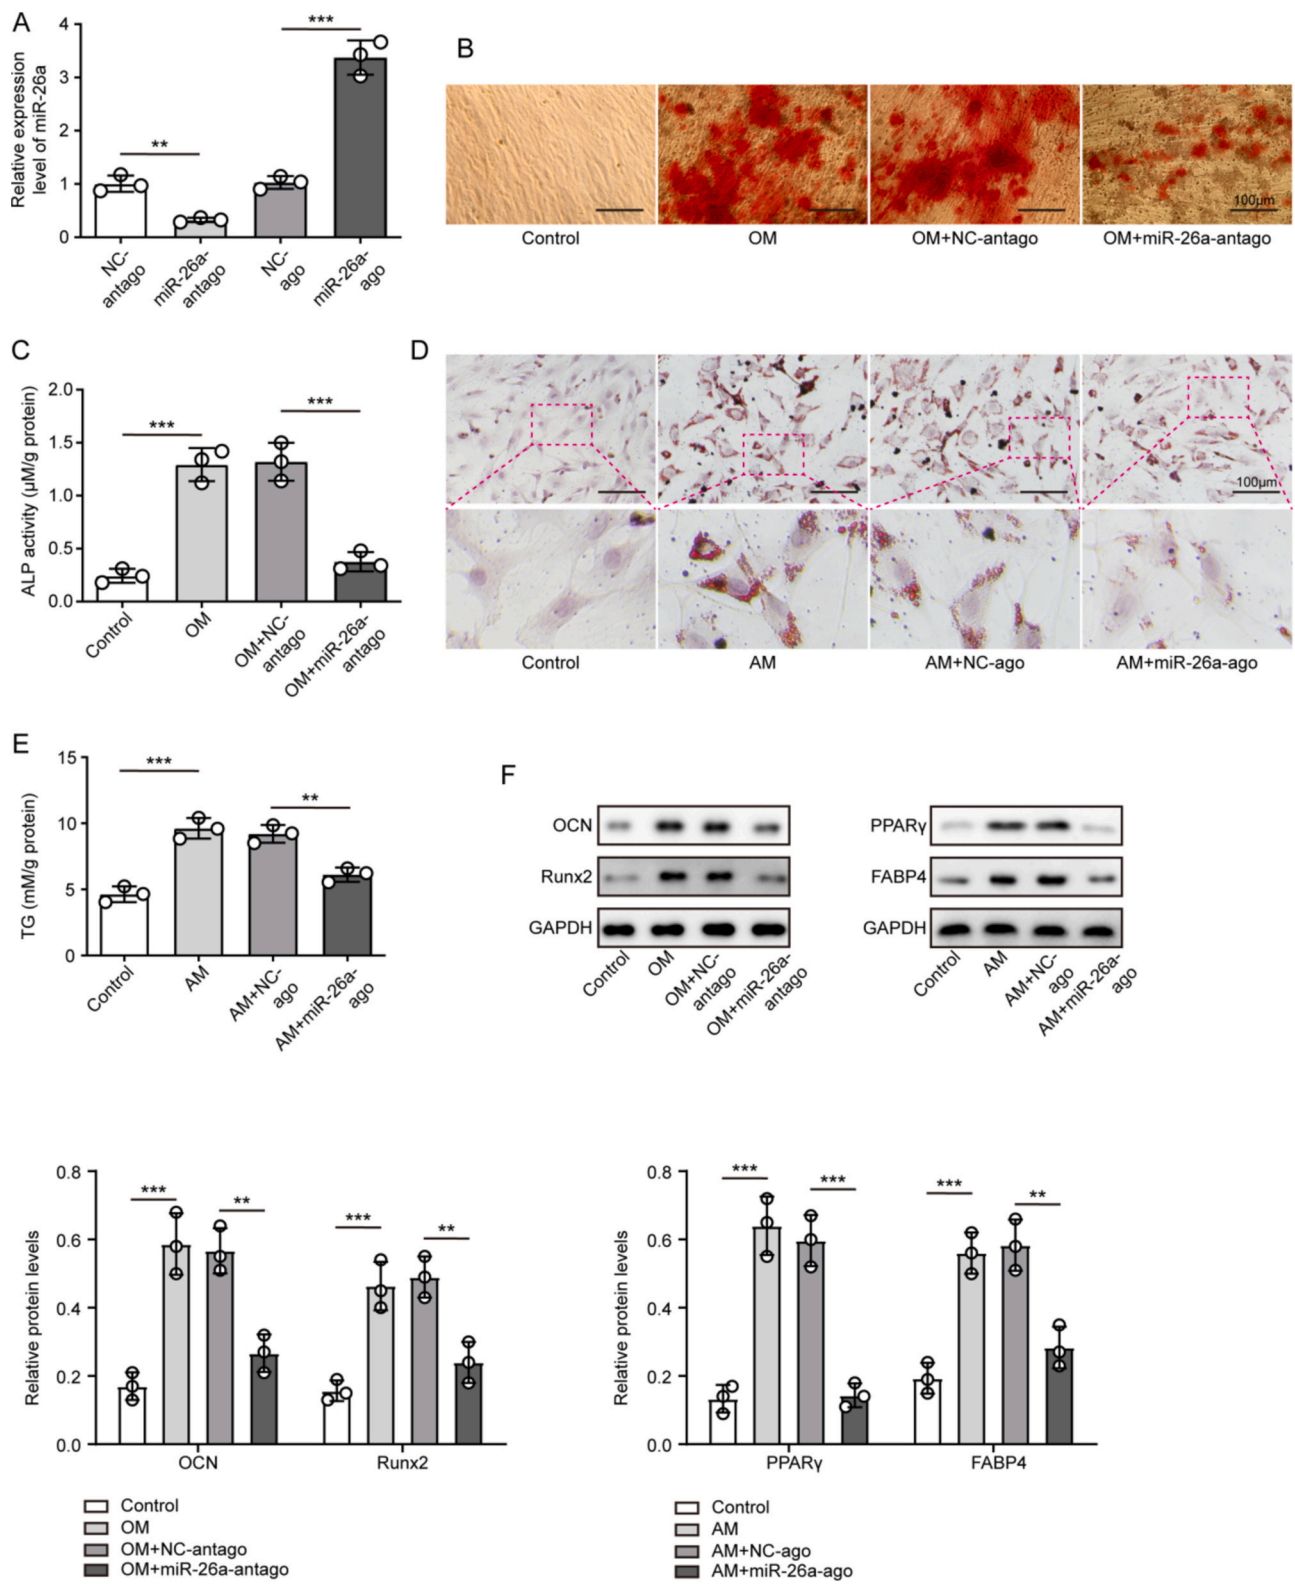 A
Relative expression
level of miR-26a
4
3
2
1
0
**
***
NC-
antago
miR-26a-
antago
NC-
ago
miR-26a-
ago
B
100μm
Control
OM
OM+NC-antago
OM+miR-26a-antago
C
ALP activity (μM/g protein)
2.0
1.5
1.0
0.5
0.0
***
***
Control
OM
OM+NC-
antago
OM+miR-26a-
antago
D
100μm
Control
AM
AM+NC-ago
AM+miR-26a-ago
E
TG (mM/g protein)
15
10
5
0
***
**
Control
AM
AM+NC-
ago
AM+miR-26a-
ago
F
OCN
Runx2
GAPDH
Control
OM
OM+NC-
antago
OM+miR-26a-
antago
PPARγ
FABP4
GAPDH
Control
AM
AM+NC-
ago
AM+miR-26a-
ago
Relative protein levels
0.8
0.6
0.4
0.2
0.0
***
**
***
**
OCN
Runx2
Control
OM
OM+NC-antago
OM+miR-26a-antago
Relative protein levels
0.8
0.6
0.4
0.2
0.0
***
***
***
**
PPARγ
FABP4
Control
AM
AM+NC-ago
AM+miR-26a-ago